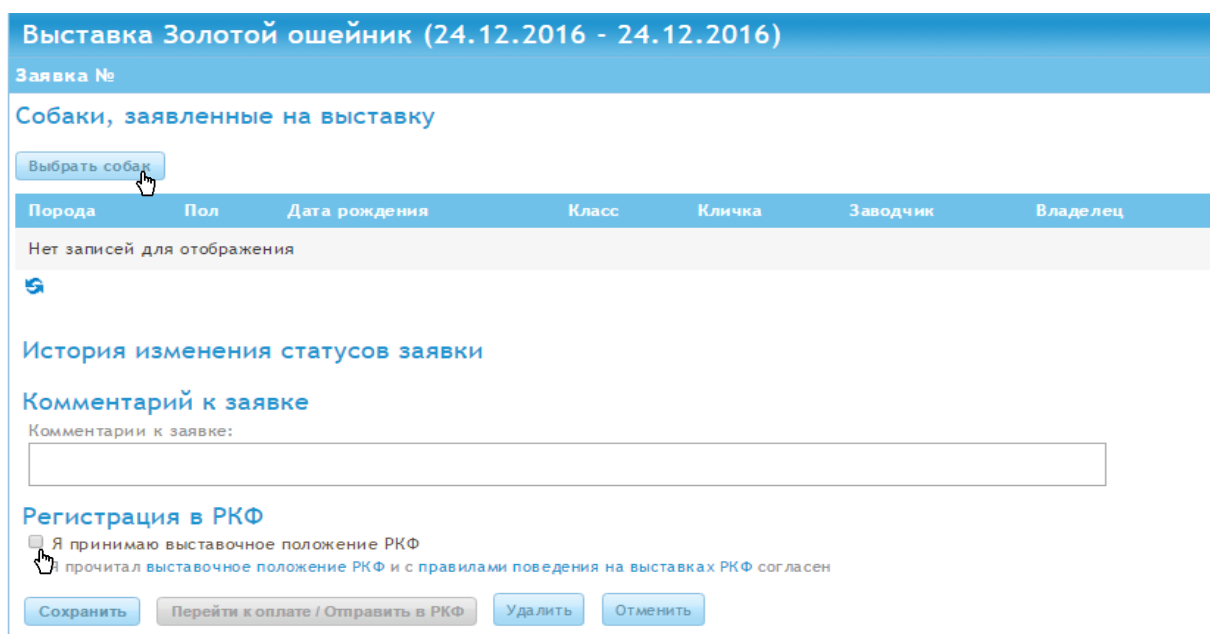 Выставка Золотой ошейник (24.12.2016 - 24.12.2016)
Заявка №
Собаки, заявленные на выставку
Выбрать собак
Порода Пол Дата рождения Класс Кличка Заводчик Владелец
Нет записей для отображения
История изменения статусов заявки
Комментарий к заявке
Комментарии к заявке:
Регистрация в РКФ
Я принимаю выставочное положение РКФ
Я прочитал выставочное положение РКФ и с правилами поведения на выставках РКФ согласен
Сохранить Перейти к оплате / Отправить в РКФ Удалить Отменить